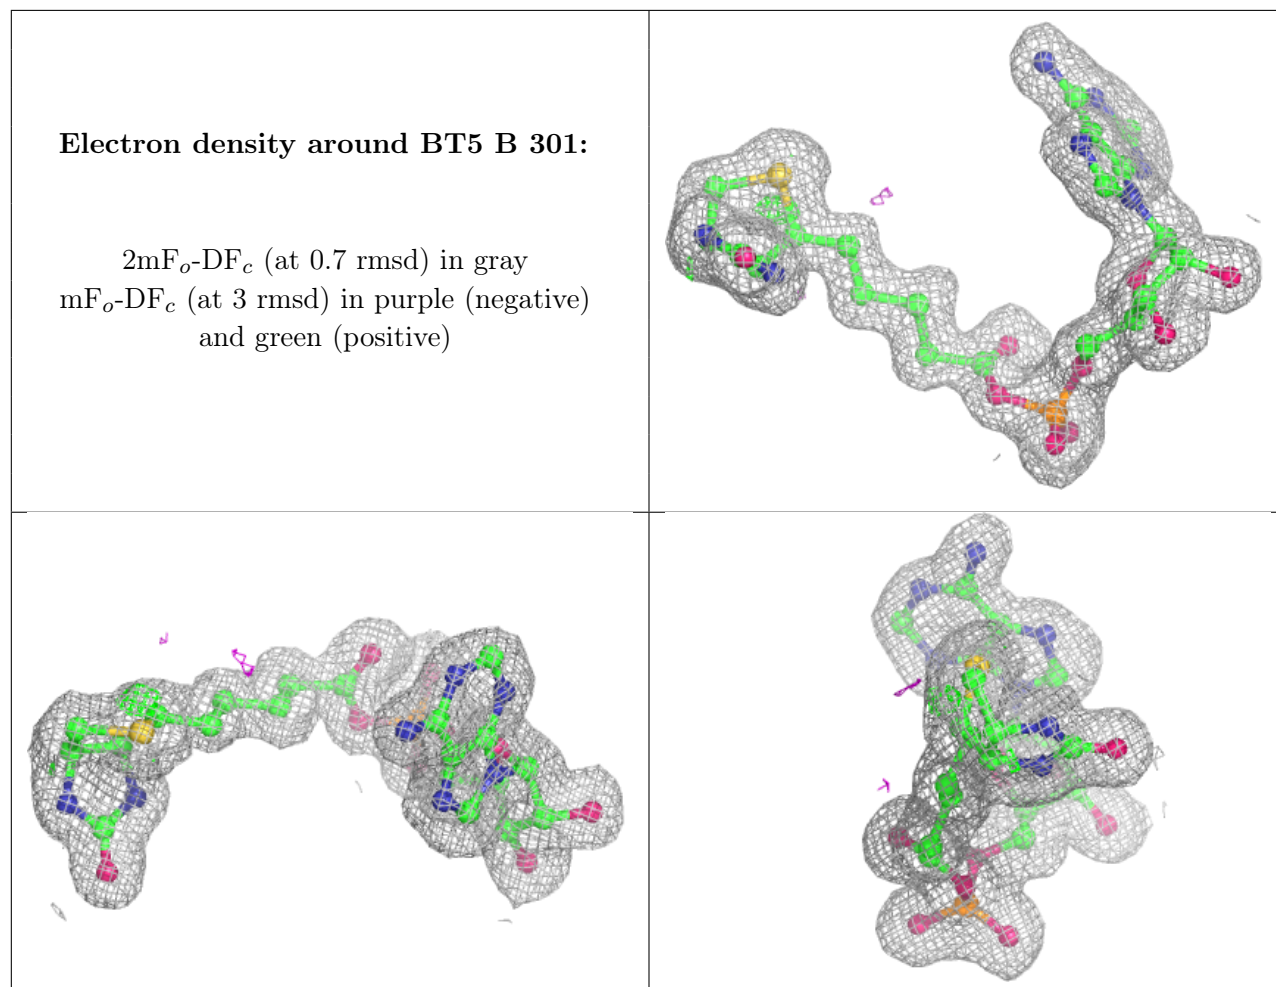 Electron density around BT5 B 301:
2mFo-DFc (at 0.7 rmsd) in gray
mFo-DFc (at 3 rmsd) in purple (negative)
and green (positive)